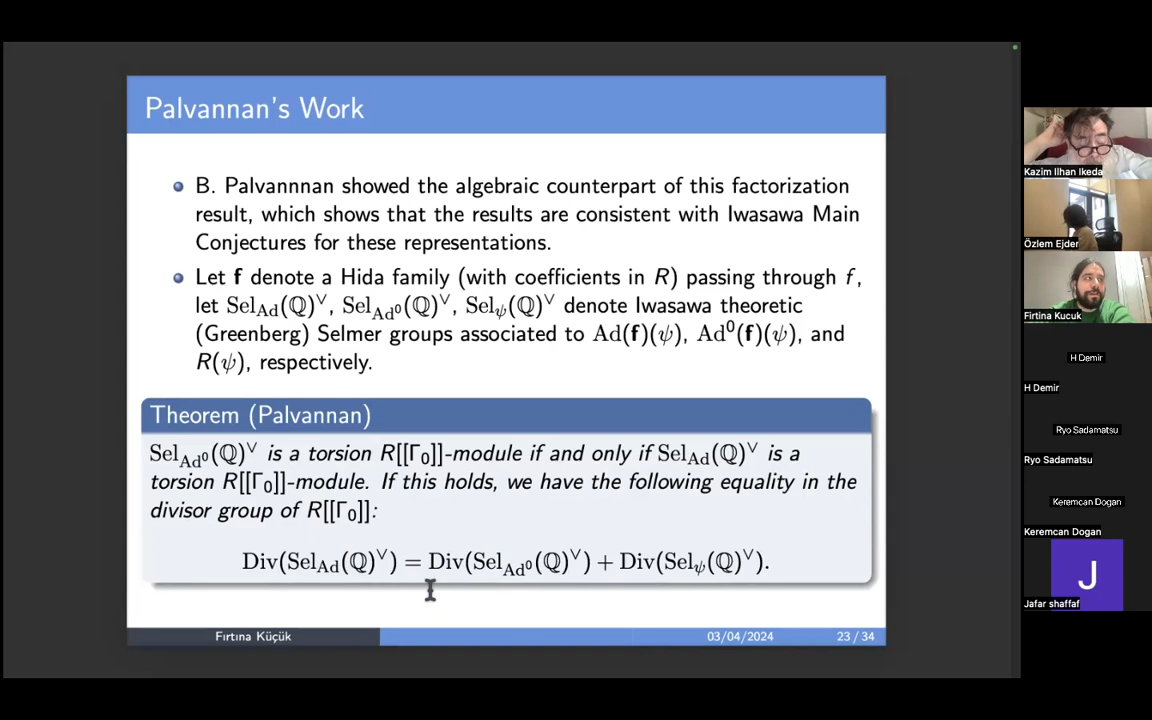 Palvannan's Work
B. Palvannnan showed the algebraic counterpart of this factorization
result, which shows that the results are consistent with Iwasawa Main
Conjectures for these representations.
Let f denote a Hida family (with coefficients in R) passing through f,
let Sel_Ad(ℚ)^∨, Sel_Ad⁰(ℚ)^∨, Sel_ψ(ℚ)^∨ denote Iwasawa theoretic
(Greenberg) Selmer groups associated to Ad(f)(ψ), Ad⁰(f)(ψ), and
R(ψ), respectively.
Theorem (Palvannan)
Sel_Ad⁰(ℚ)^∨ is a torsion R[[Γ₀]]-module if and only if Sel_Ad(ℚ)^∨ is a
torsion R[[Γ₀]]-module. If this holds, we have the following equality in the
divisor group of R[[Γ₀]]:
Div(Sel_Ad(ℚ)^∨) = Div(Sel_Ad⁰(ℚ)^∨) + Div(Sel_ψ(ℚ)^∨).
Fırtına Küçük
03/04/2024
23 / 34
Kazim Ilhan Ikeda
Özlem Ejder
Firtina Kucuk
H Demir
H Demir
Ryo Sadamatsu
Ryo Sadamatsu
Keremcan Dogan
Keremcan Dogan
J
Jafar shaffaf